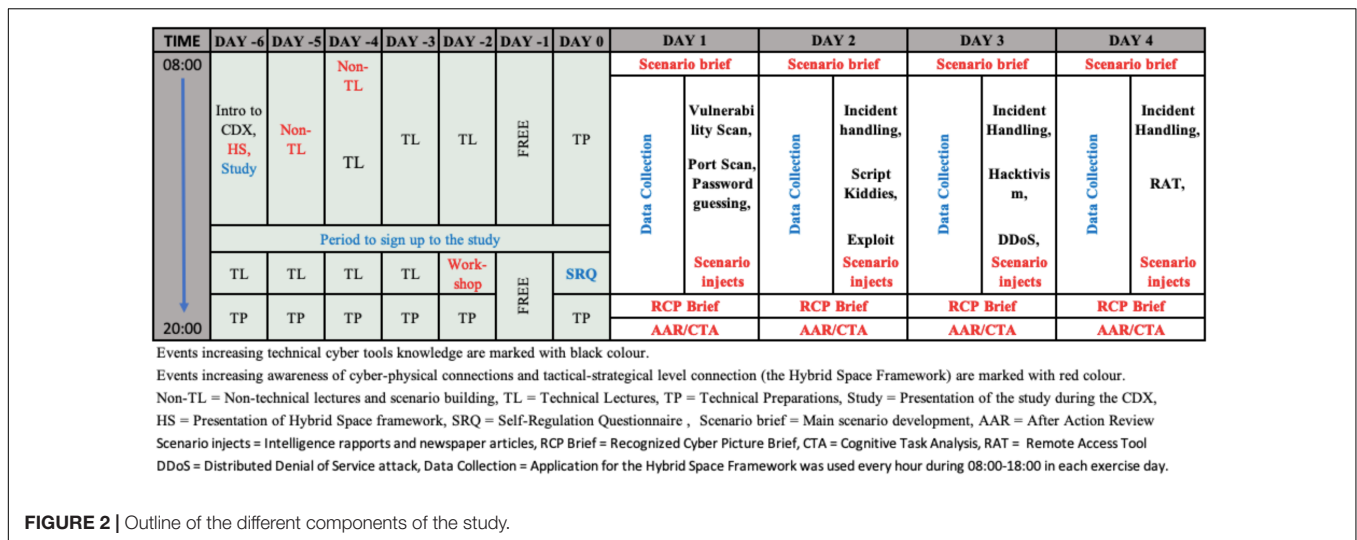 TIME DAY -6 DAY -5 DAY -4 DAY -3 DAY -2 DAY -1 DAY 0 DAY 1 DAY 2 DAY 3 DAY 4
08:00
20:00
Intro to
CDX,
HS,
Study
Non-
TL
Non-
TL
TL
TL
TL
FREE
TP
Period to sign up to the study
TL TL TL TL Work-
shop
FREE
SRQ
TP TP TP TP TP TP
Scenario brief Scenario brief Scenario brief Scenario brief
Data Collection
Vulnerabi
lity Scan,
Port Scan,
Password
guessing,
Scenario
injects
Data Collection
Incident
handling,
Script
Kiddies,
Exploit
Scenario
injects
Data Collection
Incident
Handling,
Hacktivis
m,
DDoS,
Scenario
injects
Data Collection
Incident
Handling,
RAT,
Scenario
injects
RCP Brief RCP Brief RCP Brief RCP Brief
AAR/CTA AAR/CTA AAR/CTA AAR/CTA
Events increasing technical cyber tools knowledge are marked with black colour.
Events increasing awareness of cyber-physical connections and tactical-strategical level connection (the Hybrid Space Framework) are marked with red colour.
Non-TL = Non-technical lectures and scenario building, TL = Technical Lectures, TP = Technical Preparations, Study = Presentation of the study during the CDX,
HS = Presentation of Hybrid Space framework, SRQ = Self-Regulation Questionnaire , Scenario brief = Main scenario development, AAR = After Action Review
Scenario injects = Intelligence rapports and newspaper articles, RCP Brief = Recognized Cyber Picture Brief, CTA = Cognitive Task Analysis, RAT = Remote Access Tool
DDoS = Distributed Denial of Service attack, Data Collection = Application for the Hybrid Space Framework was used every hour during 08:00-18:00 in each exercise day.
FIGURE 2 | Outline of the different components of the study.